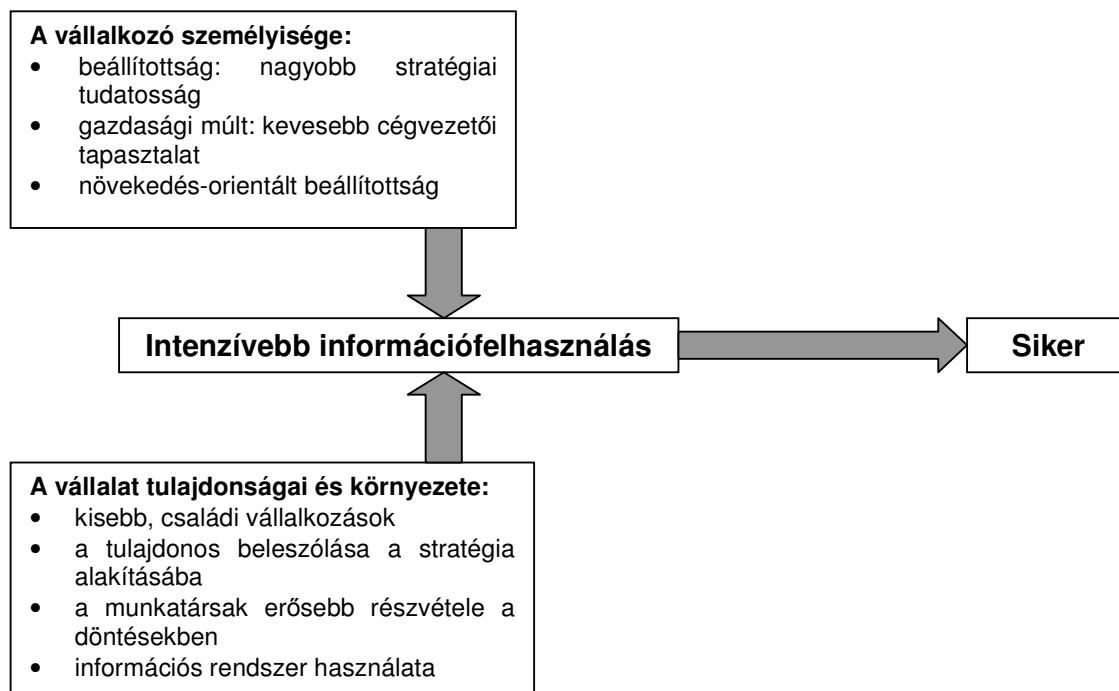 A vállalkozó személyisége:
• beállítottság: nagyobb stratégiai
tudatosság
• gazdasági múlt: kevesebb cégvezetői
tapasztalat
• növekedés-orientált beállítottság
Intenzívebb információfelhasználás
Siker
A vállalat tulajdonságai és környezete:
• kisebb, családi vállalkozások
• a tulajdonos beleszólása a stratégia
alakításába
• a munkatársak erősebb részvétele a
döntésekben
• információs rendszer használata